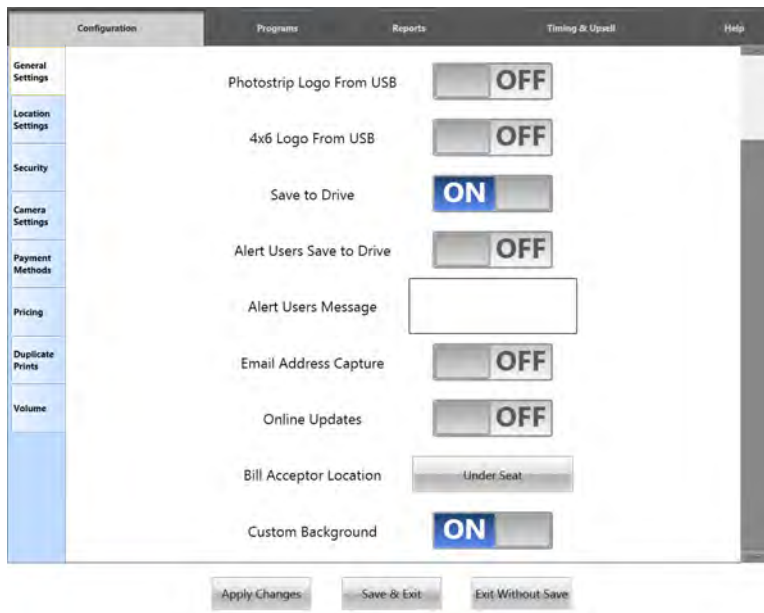 Configuration Programs Reports Timing & Upsell Help
General
Settings
Location
Settings
Security
Camera
Settings
Payment
Methods
Pricing
Duplicate
Prints
Volume
Photostrip Logo From USB OFF
4x6 Logo From USB OFF
Save to Drive ON
Alert Users Save to Drive OFF
Alert Users Message
Email Address Capture OFF
Online Updates OFF
Bill Acceptor Location Under Seat
Custom Background ON
Apply Changes Save & Exit Exit Without Save